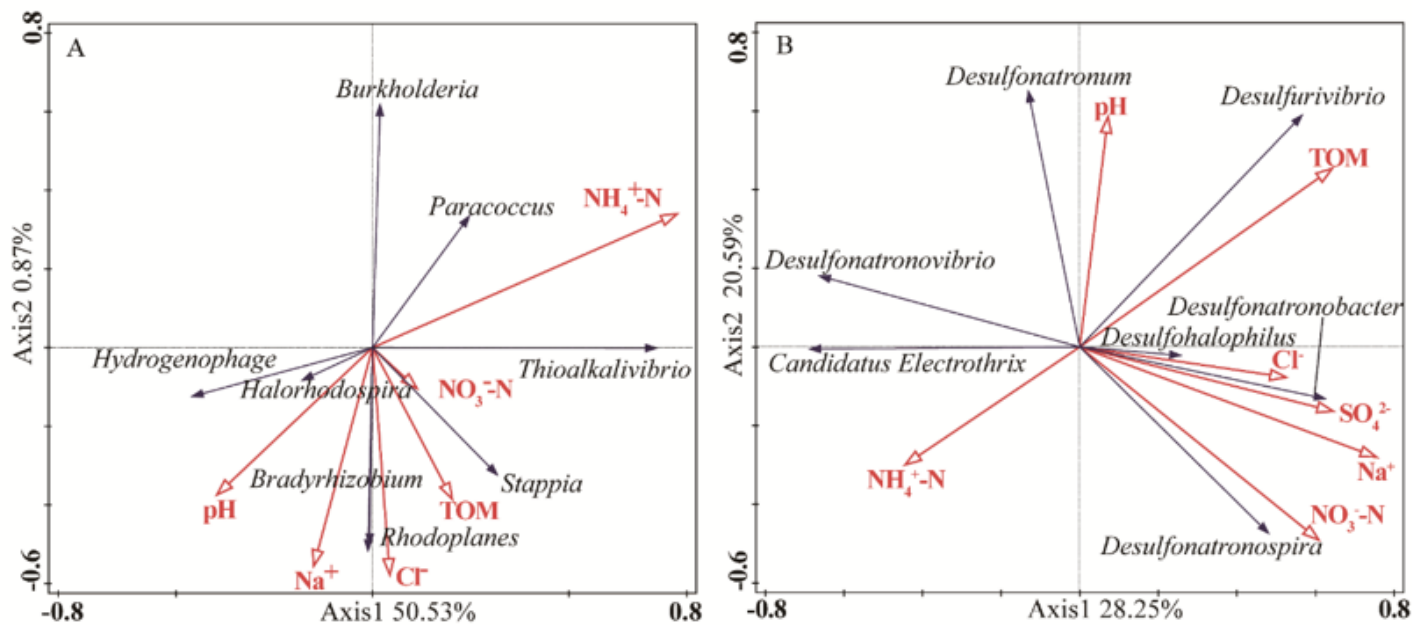 A
0.8
Burkholderia
NH₄⁺-N
Paracoccus
Axis2 0.87%
Hydrogenophage
Halorhodospira
Thioalkalivibrio
NO₃⁻-N
Bradyrhizobium
Stappia
pH
TOM
Rhodoplanes
Na⁺
Cl⁻
-0.6
-0.8
Axis1 50.53%
0.8
B
0.8
Desulfonatronum
Desulfurivibrio
pH
TOM
Axis2 20.59%
Desulfonatronovibrio
Desulfonatronobacter
Desulfohalophilus
Candidatus Electrothrix
Cl⁻
SO₄²⁻
NH₄⁺-N
Na⁺
NO₃⁻-N
Desulfonatronospira
-0.6
-0.8
Axis1 28.25%
0.8